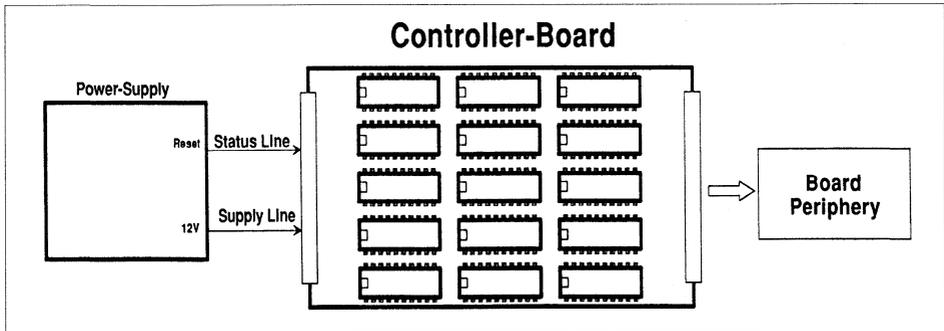 Controller-Board
Power-Supply
Reset
Status Line
Supply Line
12V
Board
Periphery